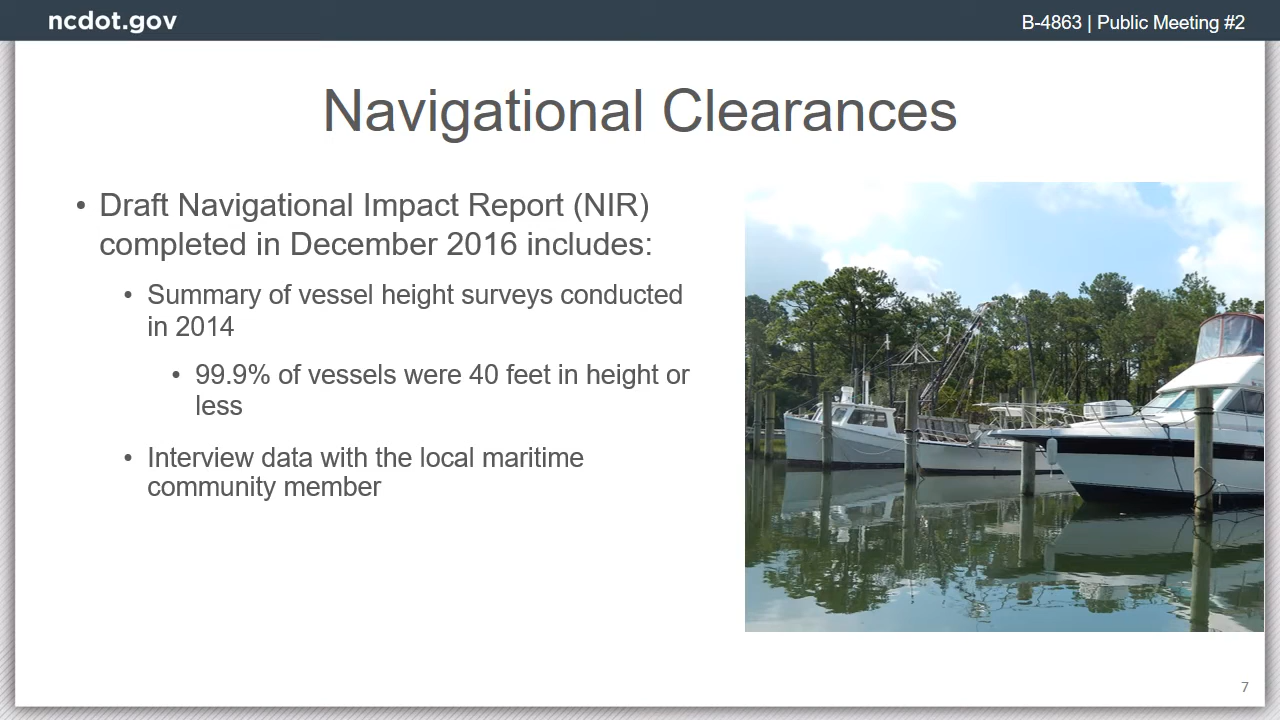 ncdot.gov
B-4863 | Public Meeting #2
Navigational Clearances
• Draft Navigational Impact Report (NIR)
completed in December 2016 includes:
• Summary of vessel height surveys conducted
in 2014
• 99.9% of vessels were 40 feet in height or
less
• Interview data with the local maritime
community member
7